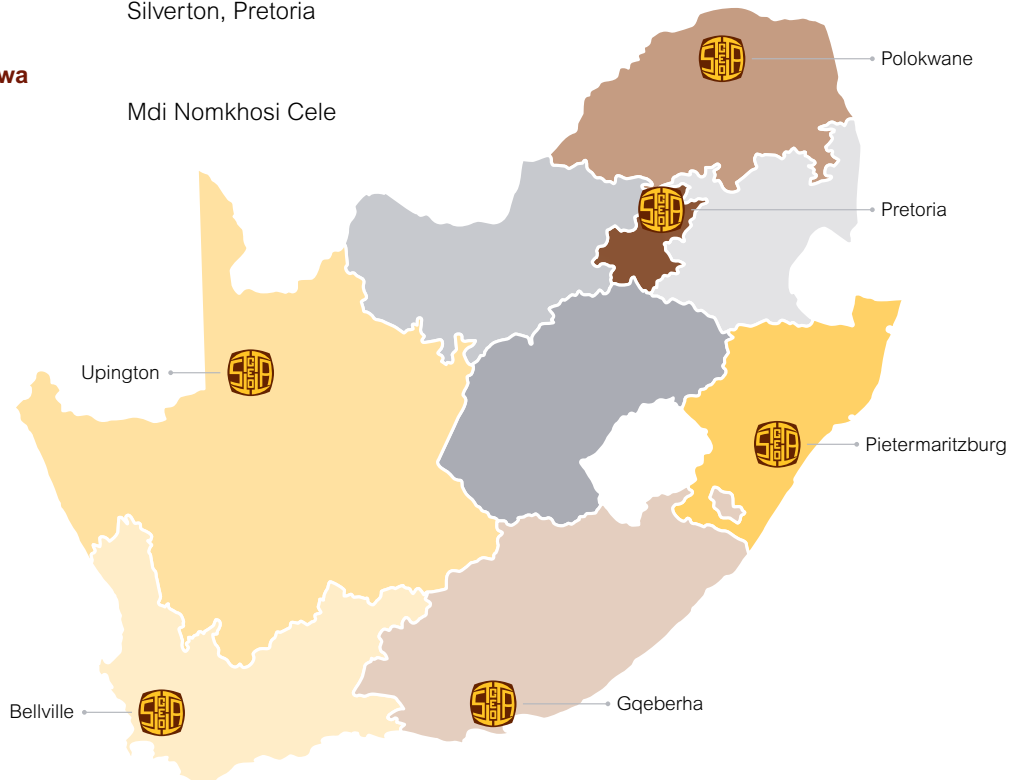 Silverton, Pretoria
wa
Mdi Nomkhosi Cele
Polokwane
Pretoria
Upington
Pietermaritzburg
Bellville
Gqeberha